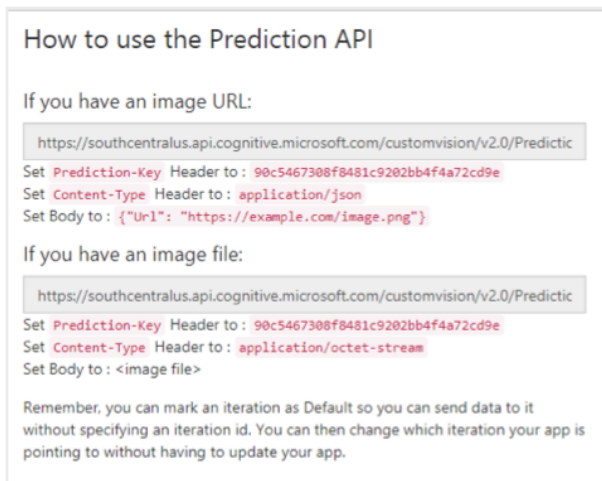 How to use the Prediction API
If you have an image URL:
https://southcentralus.api.cognitive.microsoft.com/customvision/v2.0/Predictic
Set Prediction-Key Header to : 90c5467308f8481c9202bb4f4a72cd9e
Set Content-Type Header to : application/json
Set Body to : {"Url": "https://example.com/image.png"}
If you have an image file:
https://southcentralus.api.cognitive.microsoft.com/customvision/v2.0/Predictic
Set Prediction-Key Header to : 90c5467308f8481c9202bb4f4a72cd9e
Set Content-Type Header to : application/octet-stream
Set Body to : <image file>
Remember, you can mark an iteration as Default so you can send data to it
without specifying an iteration id. You can then change which iteration your app is
pointing to without having to update your app.